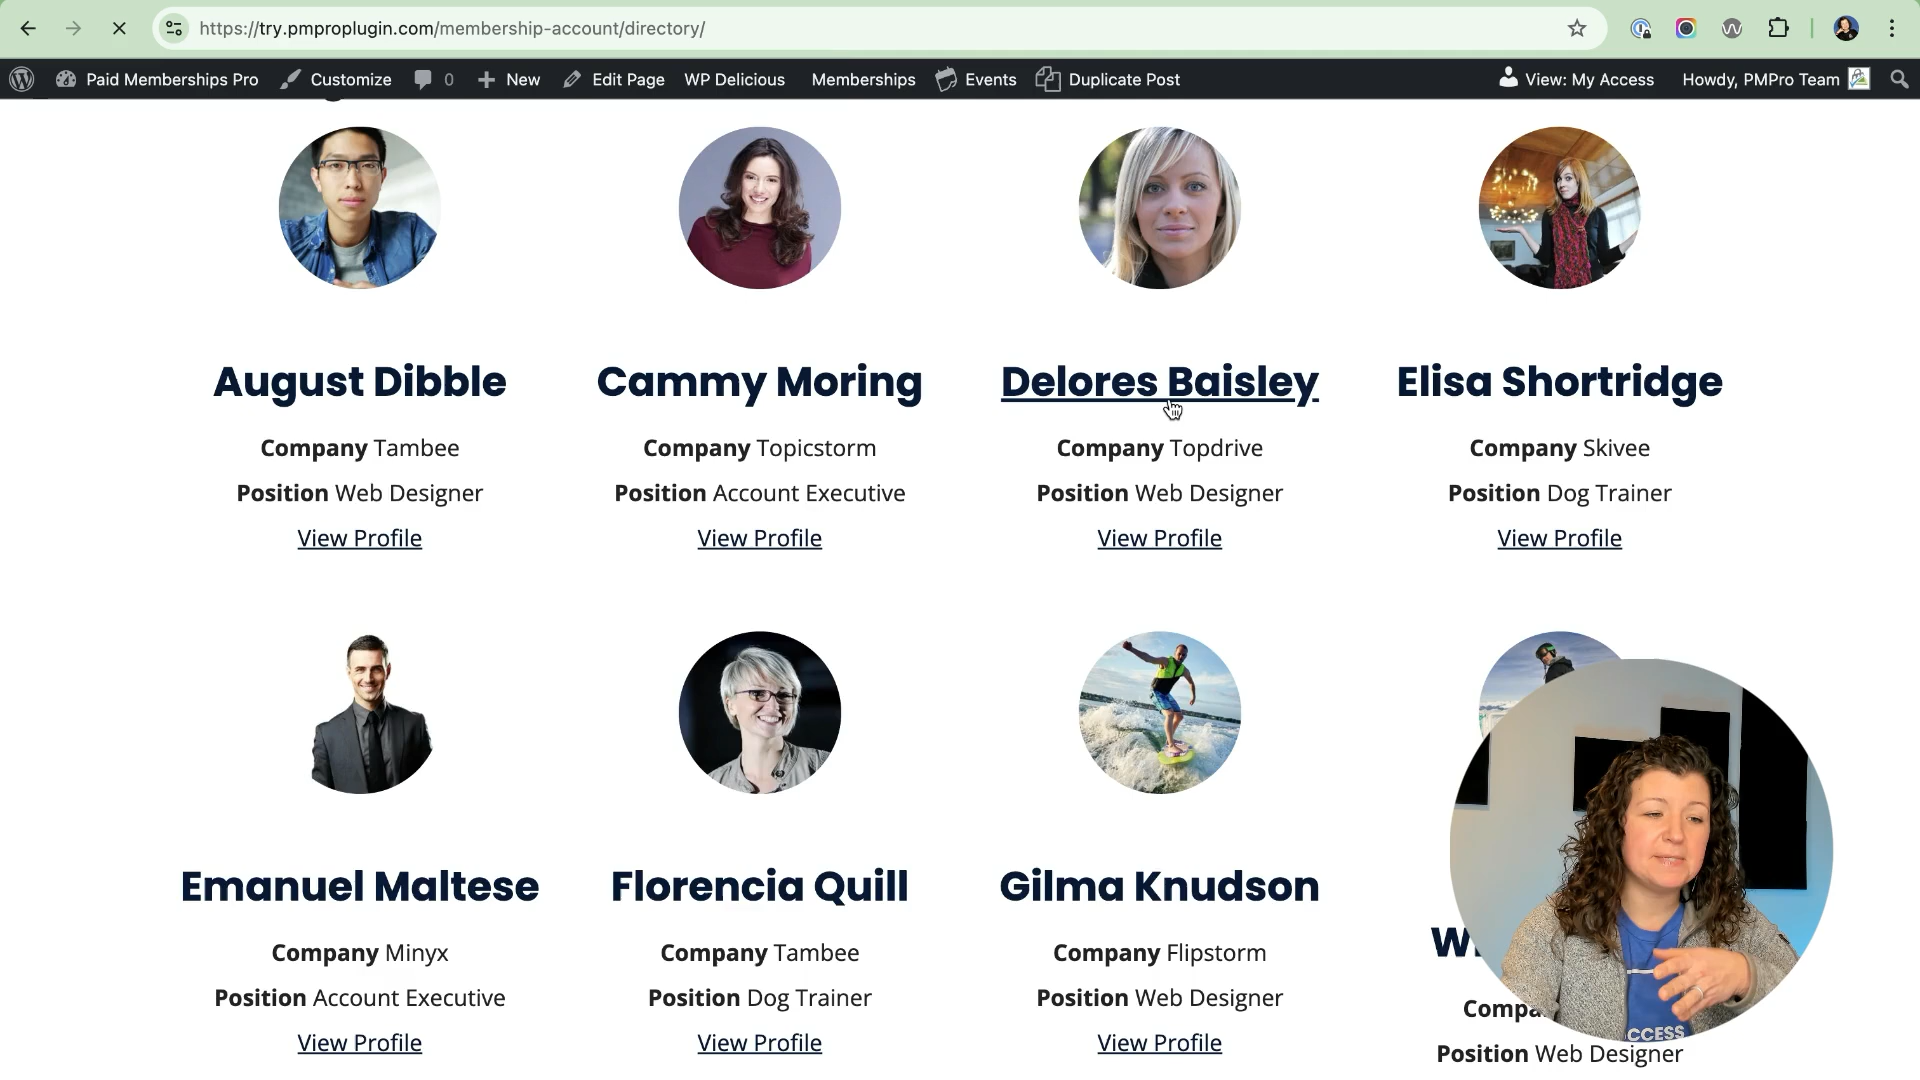 https://try.pmproplugin.com/membership-account/directory/
Paid Memberships Pro Customize 0 New Edit Page WP Delicious Memberships Events Duplicate Post View: My Access Howdy, PMPro Team
August Dibble Cammy Moring Delores Baisley Elisa Shortridge
Company Tambee Company Topicstorm Company Topdrive Company Skivee
Position Web Designer Position Account Executive Position Web Designer Position Dog Trainer
View Profile View Profile View Profile View Profile
Emanuel Maltese Florencia Quill Gilma Knudson
Company Minyx Company Tambee Company Flipstorm
Position Account Executive Position Dog Trainer Position Web Designer
View Profile View Profile View Profile
CCESS
Position Web Designer